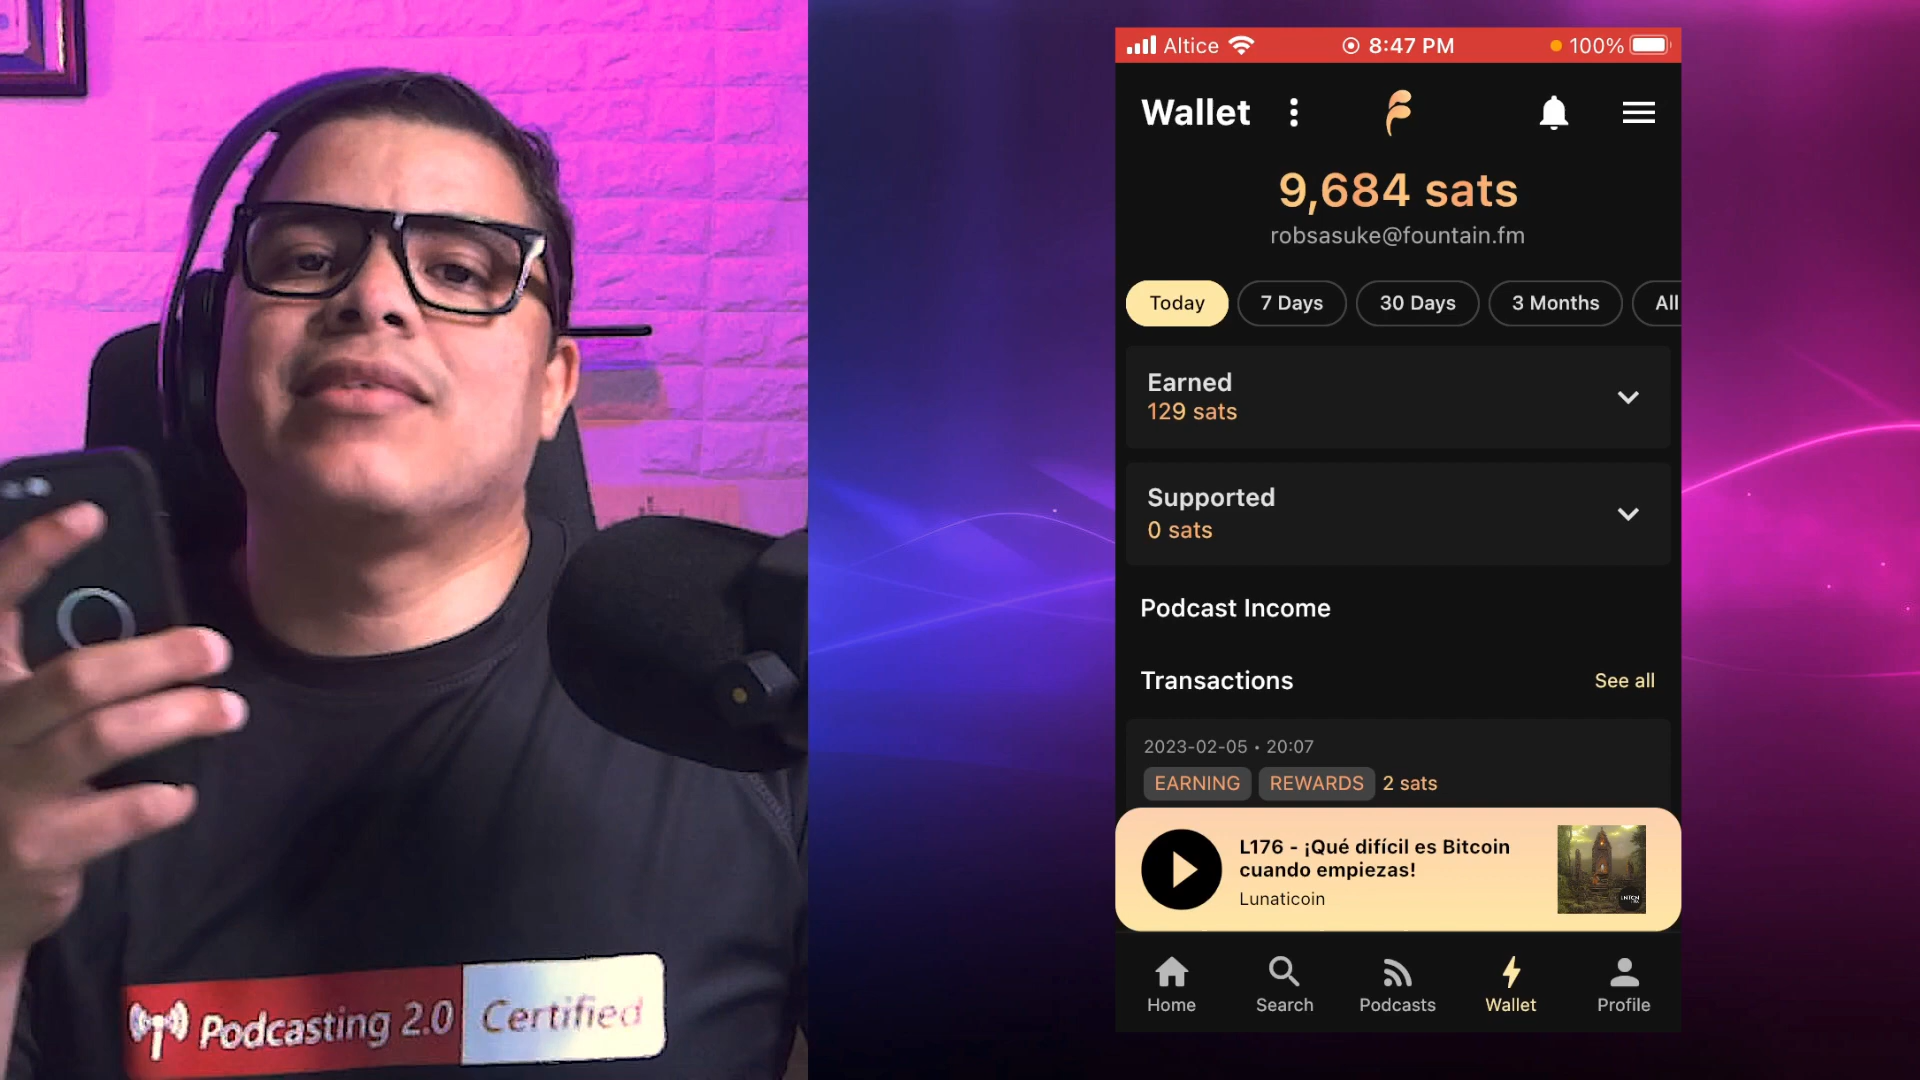 Podcasting 2.0 Certified
Altice 8:47 PM 100%
Wallet
9,684 sats
robsasuke@fountain.fm
Today 7 Days 30 Days 3 Months All
Earned
129 sats
Supported
0 sats
Podcast Income
Transactions See all
2023-02-05 • 20:07
EARNING REWARDS 2 sats
L176 - ¡Qué difícil es Bitcoin
cuando empiezas!
Lunaticoin
Home Search Podcasts Wallet Profile